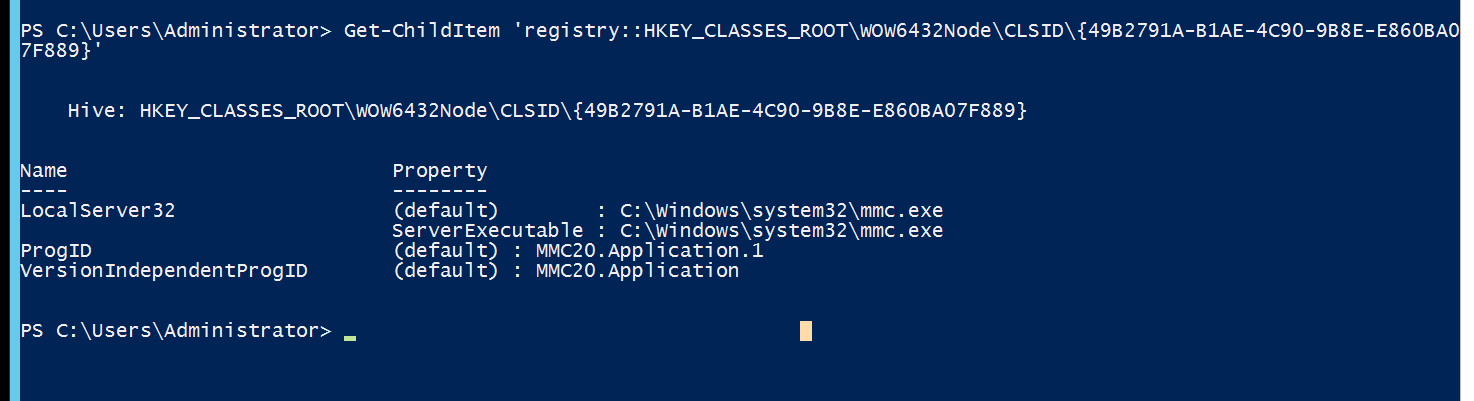 PS C:\Users\Administrator> Get-ChildItem 'registry::HKEY_CLASSES_ROOT\WOW6432Node\CLSID\{49B2791A-B1AE-4C90-9B8E-E860BA0
7F889}'
Hive: HKEY_CLASSES_ROOT\WOW6432Node\CLSID\{49B2791A-B1AE-4C90-9B8E-E860BA07F889}
Name                           Property
----                           --------
LocalServer32                  (default)        : C:\Windows\system32\mmc.exe
                               ServerExecutable : C:\Windows\system32\mmc.exe
ProgID                         (default) : MMC20.Application.1
VersionIndependentProgID       (default) : MMC20.Application
PS C:\Users\Administrator>